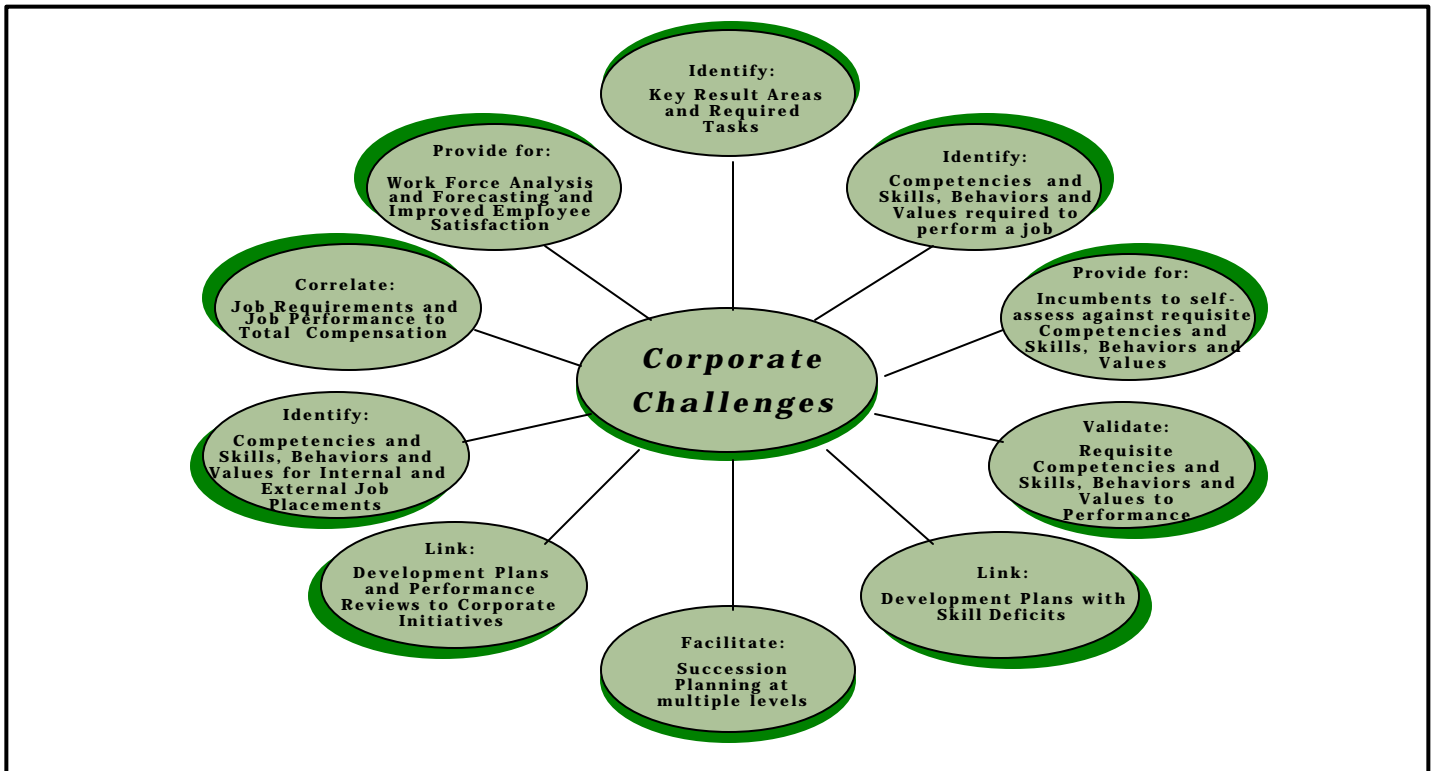 Identify:
Key Result Areas
and Required
Tasks
Identify:
Competencies and
Skills, Behaviors and
Values required to
perform a job
Provide for:
Incumbents to self-
assess against requisite
Competencies and
Skills, Behaviors and
Values
Validate:
Requisite
Competencies and
Skills, Behaviors and
Values to
Performance
Link:
Development Plans with
Skill Deficits
Facilitate:
Succession
Planning at
multiple levels
Link:
Development Plans
and Performance
Reviews to Corporate
Initiatives
Identify:
Competencies and
Skills, Behaviors and
Values for Internal and
External Job
Placements
Correlate:
Job Requirements and
Job Performance to
Total Compensation
Provide for:
Work Force Analysis
and Forecasting and
Improved Employee
Satisfaction
Corporate
Challenges